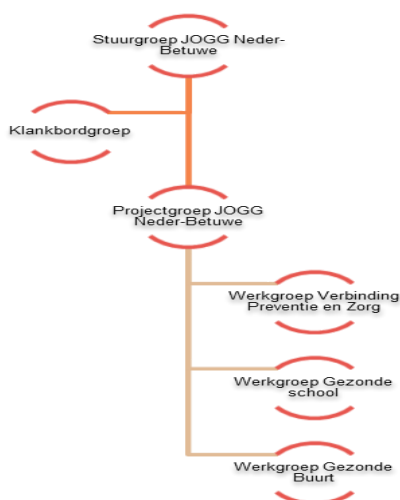 Stuurgroep JOGG Neder-
Betuwe
Klankbordgroep
Projectgroep JOGG
Neder-Betuwe
Werkgroep Verbinding
Preventie en Zorg
Werkgroep Gezonde
school
Werkgroep Gezonde
Buurt